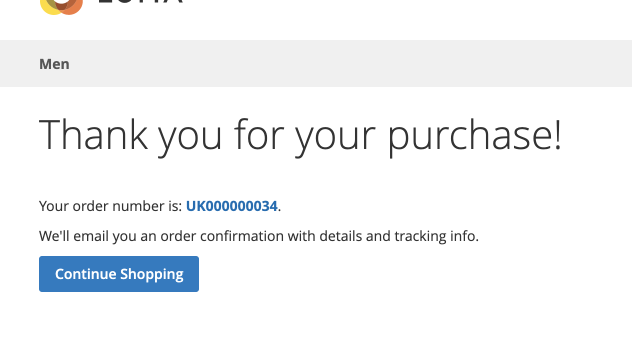 Men
Thank you for your purchase!
Your order number is: UK000000034.
We'll email you an order confirmation with details and tracking info.
Continue Shopping